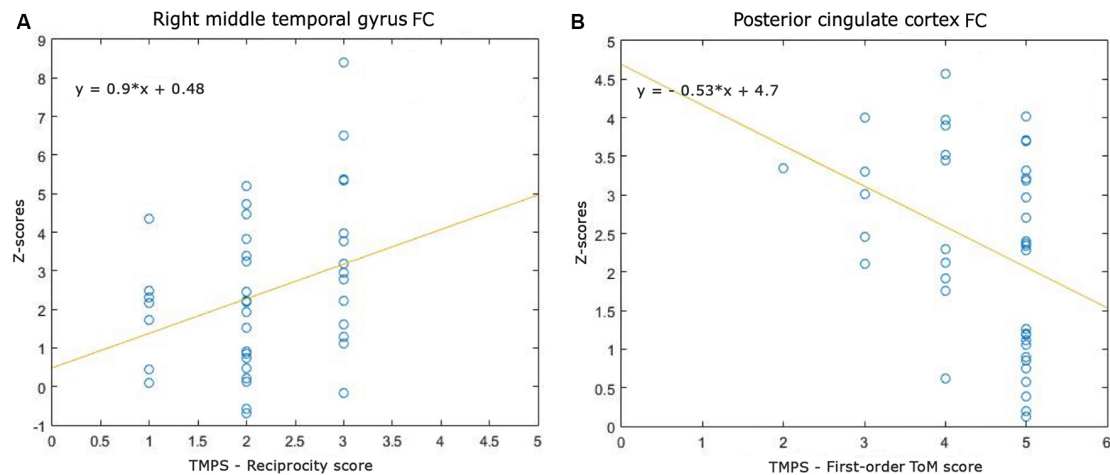 A
Right middle temporal gyrus FC
y = 0.9*x + 0.48
Z-scores
9
8
7
6
5
4
3
2
1
0
-1
0 0.5 1 1.5 2 2.5 3 3.5 4 4.5 5
TMPS - Reciprocity score
B
Posterior cingulate cortex FC
y = - 0.53*x + 4.7
Z-scores
5
4.5
4
3.5
3
2.5
2
1.5
1
0.5
0
0 1 2 3 4 5 6
TMPS - First-order ToM score